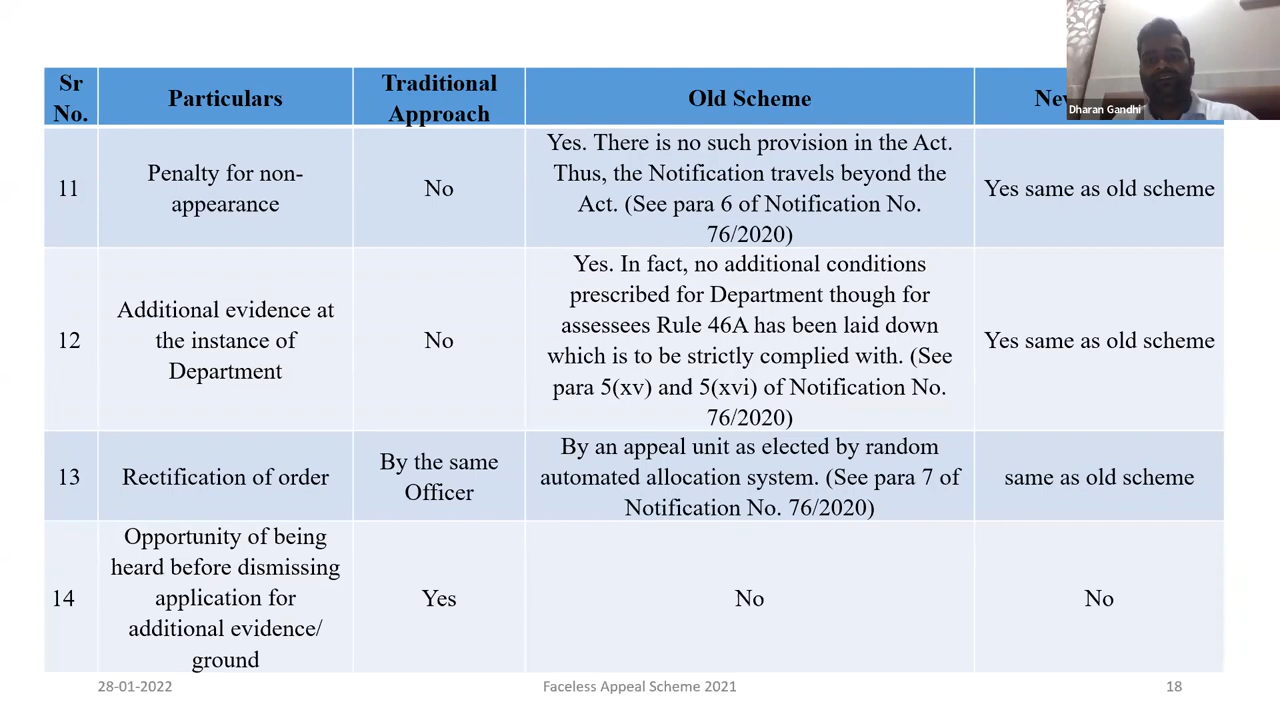 Sr
No.
Particulars
Traditional
Approach
Old Scheme
Dharan Gandhi
11
Penalty for non-
appearance
No
Yes. There is no such provision in the Act.
Thus, the Notification travels beyond the
Act. (See para 6 of Notification No.
76/2020)
Yes same as old scheme
12
Additional evidence at
the instance of
Department
No
Yes. In fact, no additional conditions
prescribed for Department though for
assessees Rule 46A has been laid down
which is to be strictly complied with. (See
para 5(xv) and 5(xvi) of Notification No.
76/2020)
Yes same as old scheme
13
Rectification of order
By the same
Officer
By an appeal unit as elected by random
automated allocation system. (See para 7 of
Notification No. 76/2020)
same as old scheme
14
Opportunity of being
heard before dismissing
application for
additional evidence/
ground
Yes
No
No
28-01-2022
Faceless Appeal Scheme 2021
18